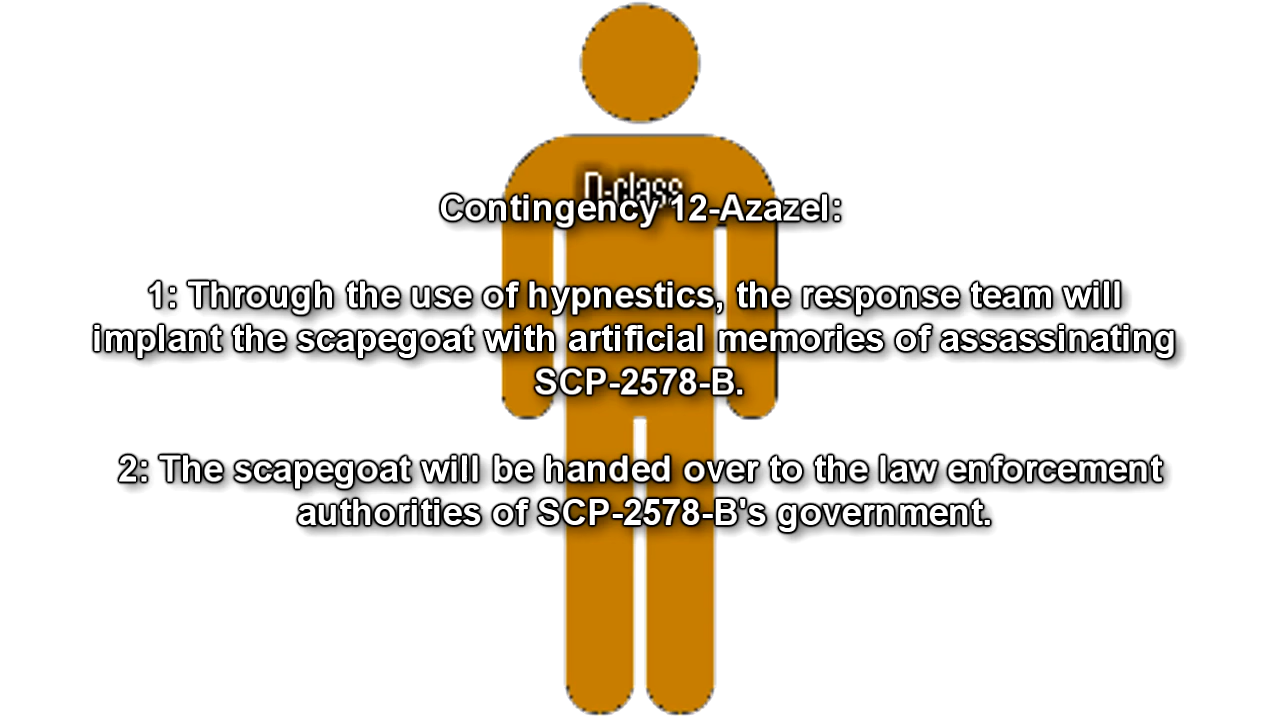 D-class
Contingency 12-Azazel:
1: Through the use of hypnestics, the response team will
implant the scapegoat with artificial memories of assassinating
SCP-2578-B.
2: The scapegoat will be handed over to the law enforcement
authorities of SCP-2578-B's government.